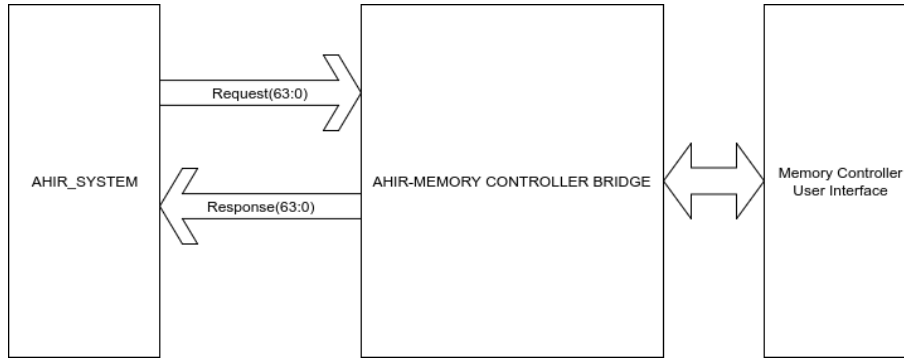 Request(63:0)
AHIR_SYSTEM
Response(63:0)
AHIR-MEMORY CONTROLLER BRIDGE
Memory Controller
User Interface